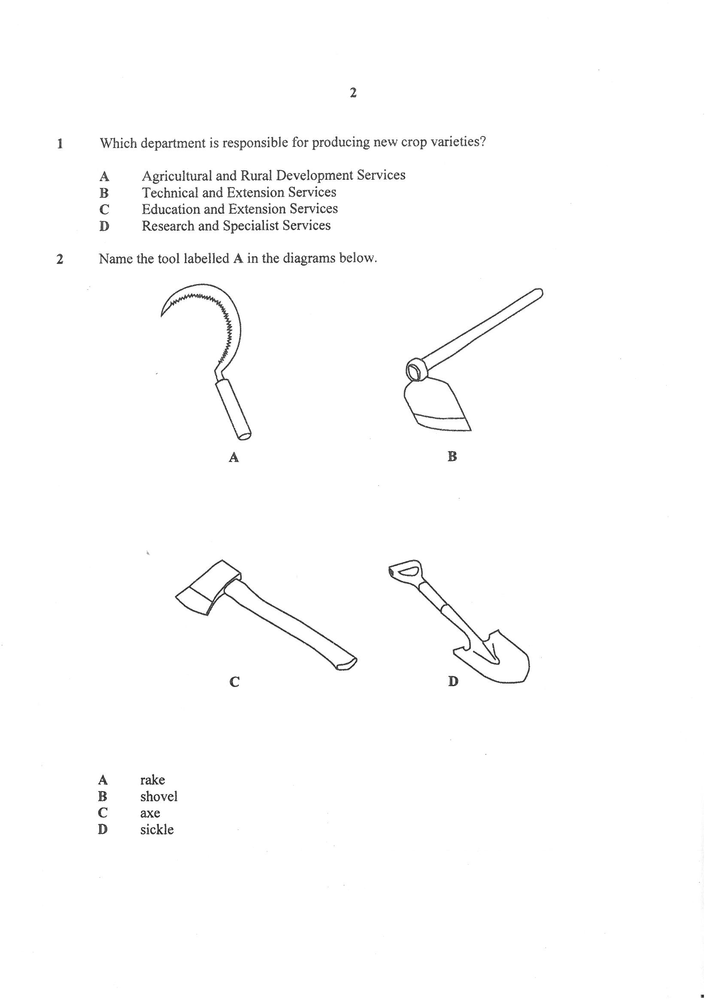 2
1 Which department is responsible for producing new crop varieties?
A Agricultural and Rural Development Services
B Technical and Extension Services
C Education and Extension Services
D Research and Specialist Services
2 Name the tool labelled A in the diagrams below.
A B
C D
A rake
B shovel
C axe
D sickle